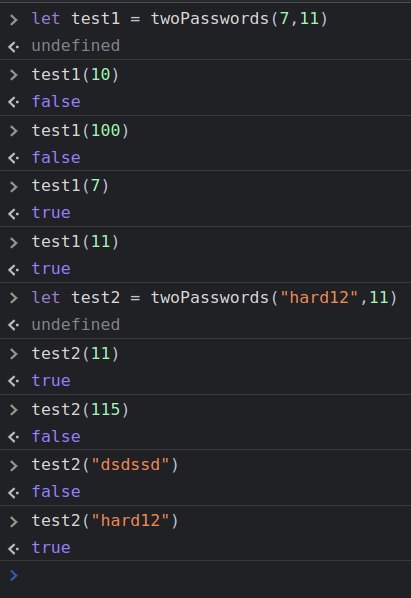 let test1 = twoPasswords(7,11)
undefined
test1(10)
false
test1(100)
false
test1(7)
true
test1(11)
true
let test2 = twoPasswords("hard12",11)
undefined
test2(11)
true
test2(115)
false
test2("dsdssd")
false
test2("hard12")
true